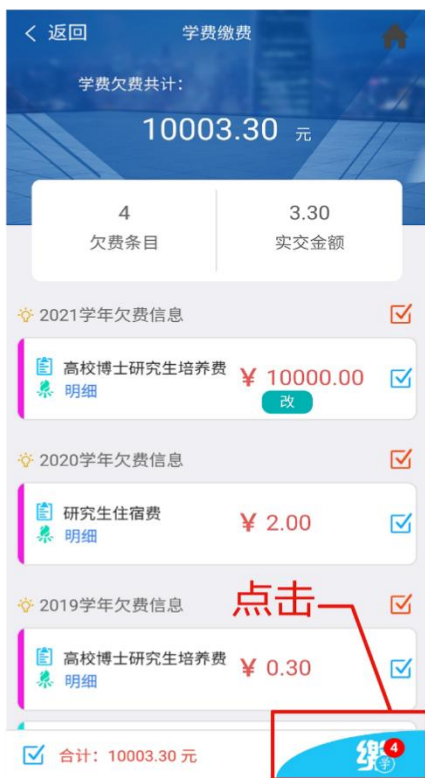 返回 学费缴费
学费欠费共计：
10003.30 元
4 3.30
欠费条目 实交金额
2021学年欠费信息
高校博士研究生培养费 ¥ 10000.00
明细 改
2020学年欠费信息
研究生住宿费 ¥ 2.00
明细
2019学年欠费信息 点击
高校博士研究生培养费 ¥ 0.30
明细
合计：10003.30 元 缴 4
学